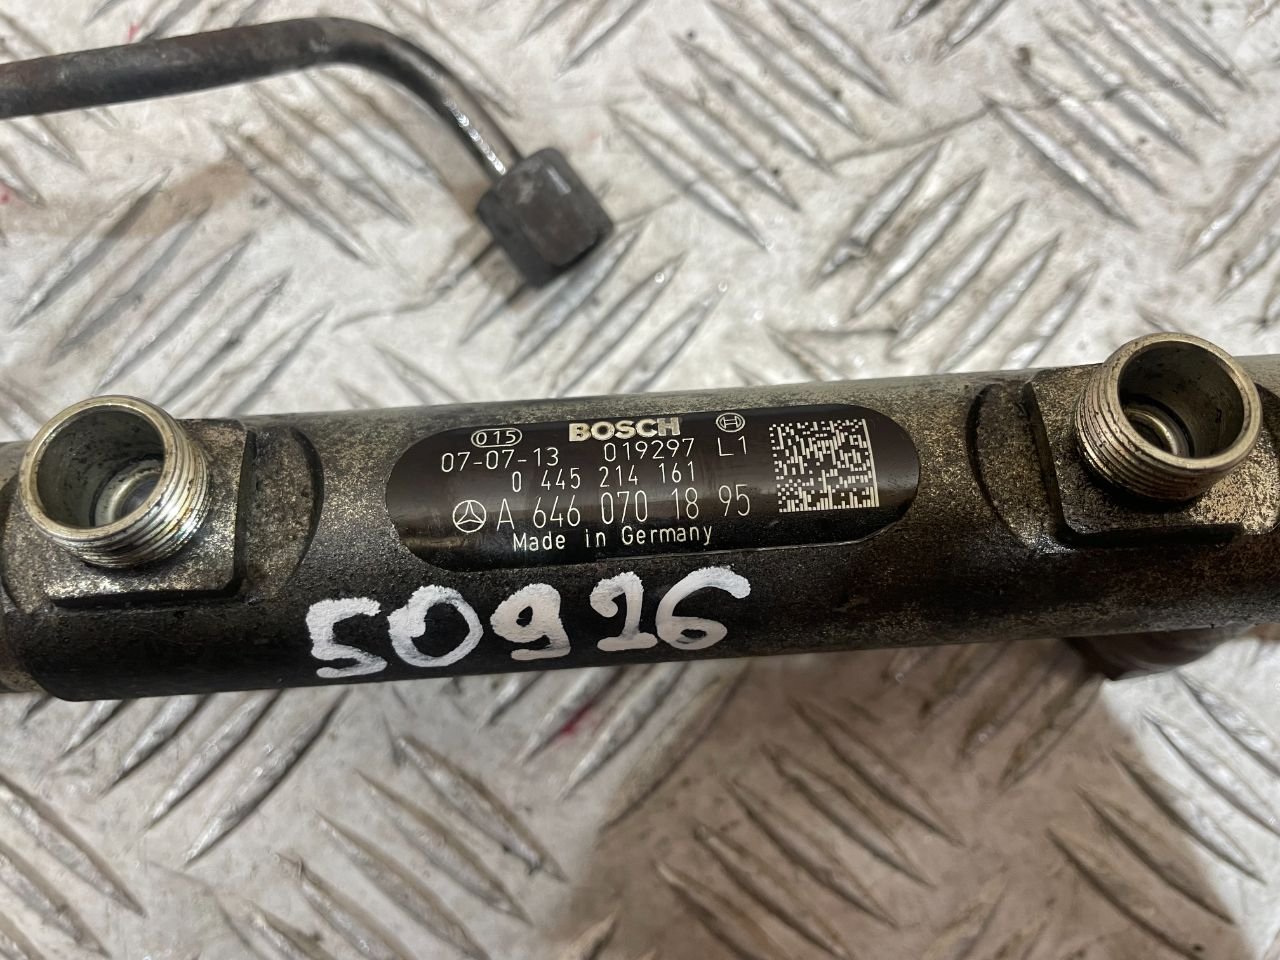 015 BOSCH
07-07-13 019297 L1
0 445 214 161
A 646 070 18 95
Made in Germany
50926